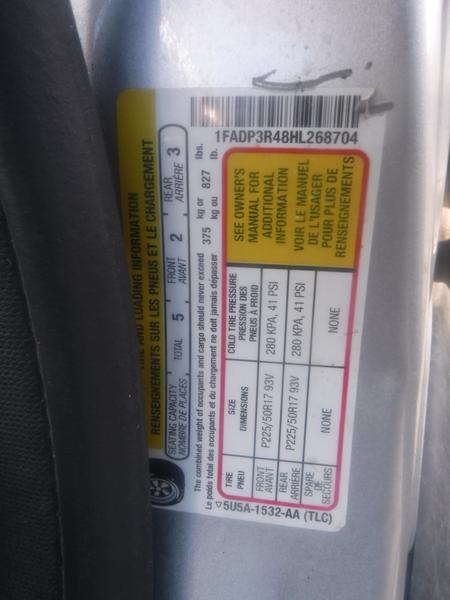 AND LOADING INFORMATION
RENSEIGNEMENTS SUR LES PNEUS ET LE CHARGEMENT
SEATING CAPACITY
NOMBRE DE PLACES
TOTAL 5
FRONT
AVANT
2
REAR
ARRIÈRE
3
The combined weight of occupants and cargo should never exceed 375 kg or 827 lbs.
Le poids total des occupants et du chargement ne doit jamais dépasser 375 kg ou 827 lb.
TIRE
PNEU
SIZE
DIMENSIONS
COLD TIRE PRESSURE
PRESSION DES
PNEUS À FROID
FRONT
AVANT
P225/50R17 93V
280 KPA, 41 PSI
REAR
ARRIÈRE
P225/50R17 93V
280 KPA, 41 PSI
SPARE
DE
SECOURS
NONE
NONE
SEE OWNER'S
MANUAL FOR
ADDITIONAL
INFORMATION
VOIR LE MANUEL
DE L'USAGER
POUR PLUS DE
RENSEIGNEMENTS
5U5A-1532-AA (TLC)
1FADP3R48HL268704